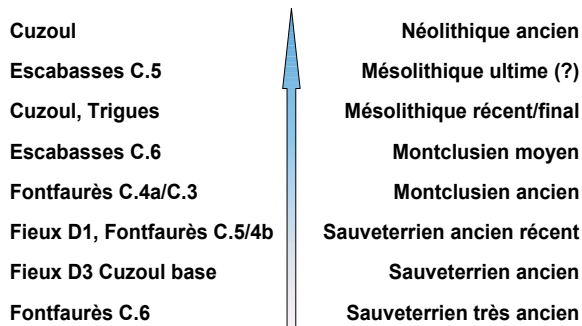 Cuzoul Néolithique ancien
Escabasses C.5 Mésolithique ultime (?)
Cuzoul, Trigues Mésolithique récent/final
Escabasses C.6 Montclusien moyen
Fontfaurès C.4a/C.3 Montclusien ancien
Fieux D1, Fontfaurès C.5/4b Sauveterrien ancien récent
Fieux D3 Cuzoul base Sauveterrien ancien
Fontfaurès C.6 Sauveterrien très ancien